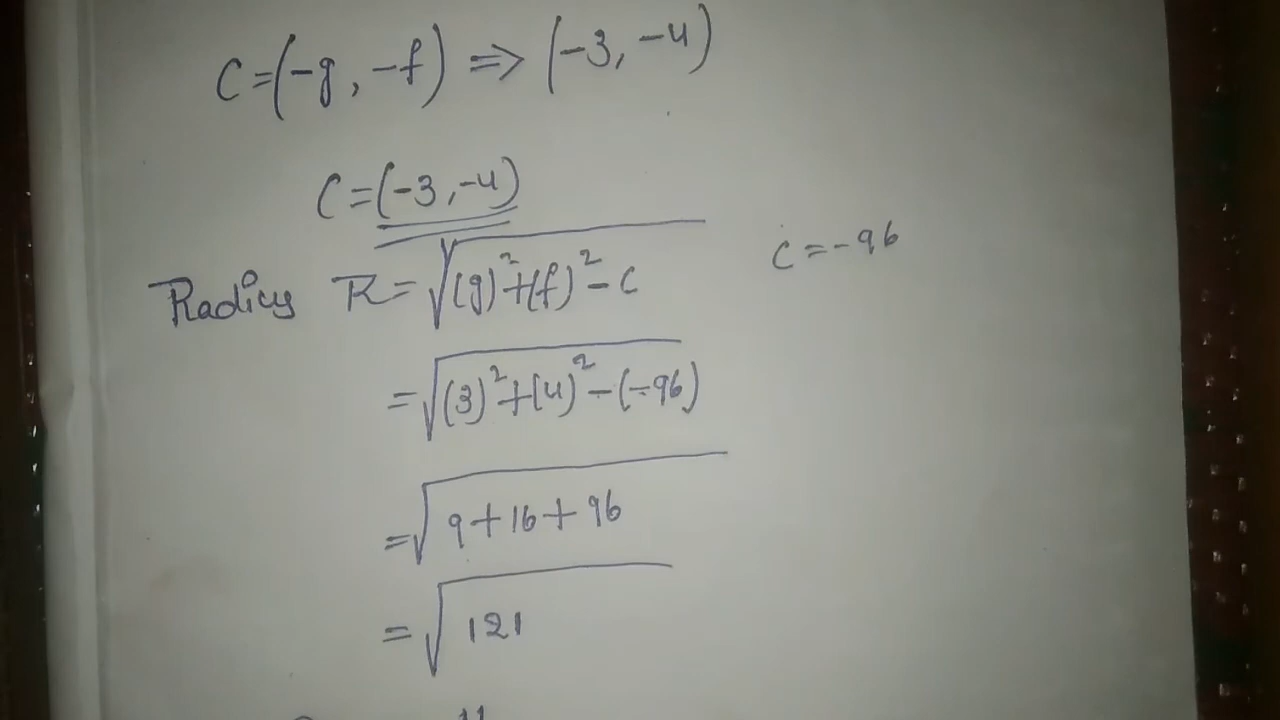 C=(-g, -f) ⇒ (-3, -4)
C=(-3, -4)
Radius R = √(g)²+(f)² - C C = -96
= √(3)²+(4)² - (-96)
= √9+16+96
= √121